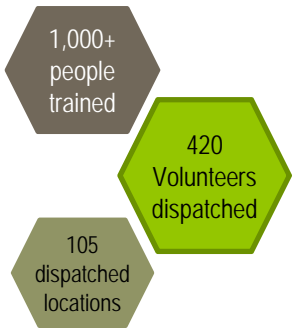 1,000+
people
trained
420
Volunteers
dispatched
105
dispatched
locations